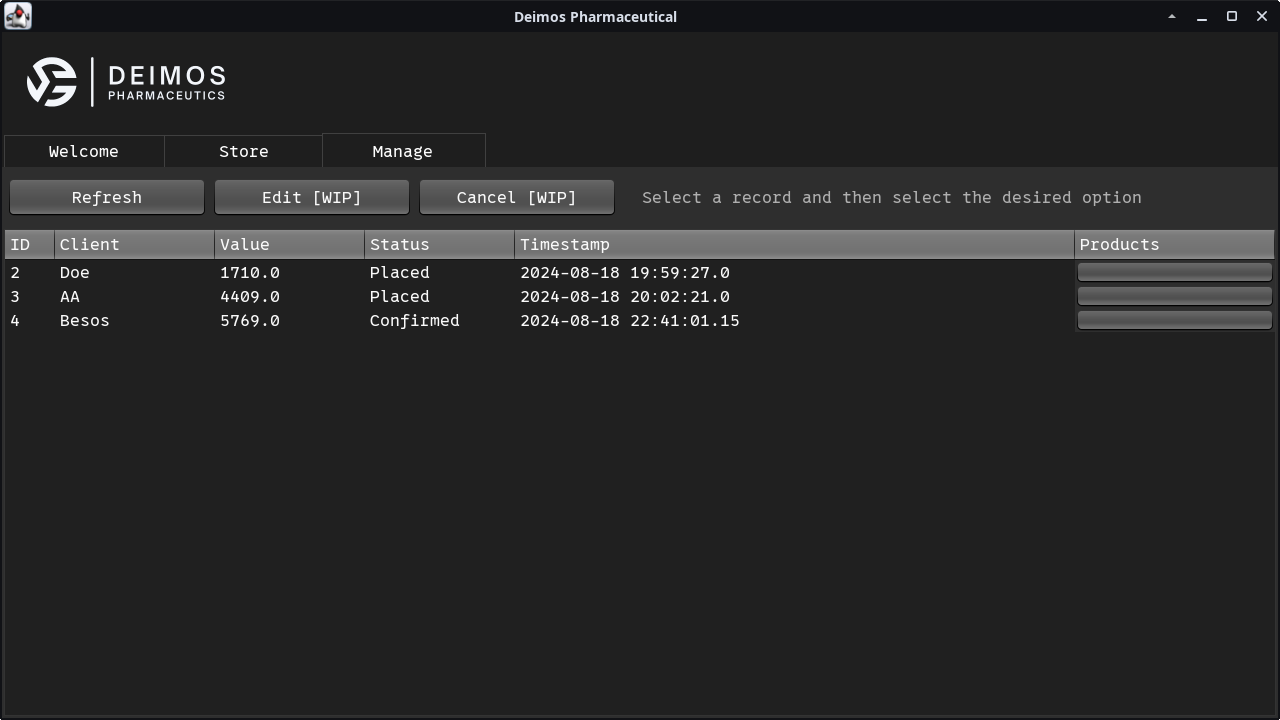 Deimos Pharmaceutical
DEIMOS
PHARMACEUTICS
Welcome Store Manage
Refresh Edit [WIP] Cancel [WIP] Select a record and then select the desired option
ID Client Value Status Timestamp Products
2 Doe 1710.0 Placed 2024-08-18 19:59:27.0
3 AA 4409.0 Placed 2024-08-18 20:02:21.0
4 Besos 5769.0 Confirmed 2024-08-18 22:41:01.15